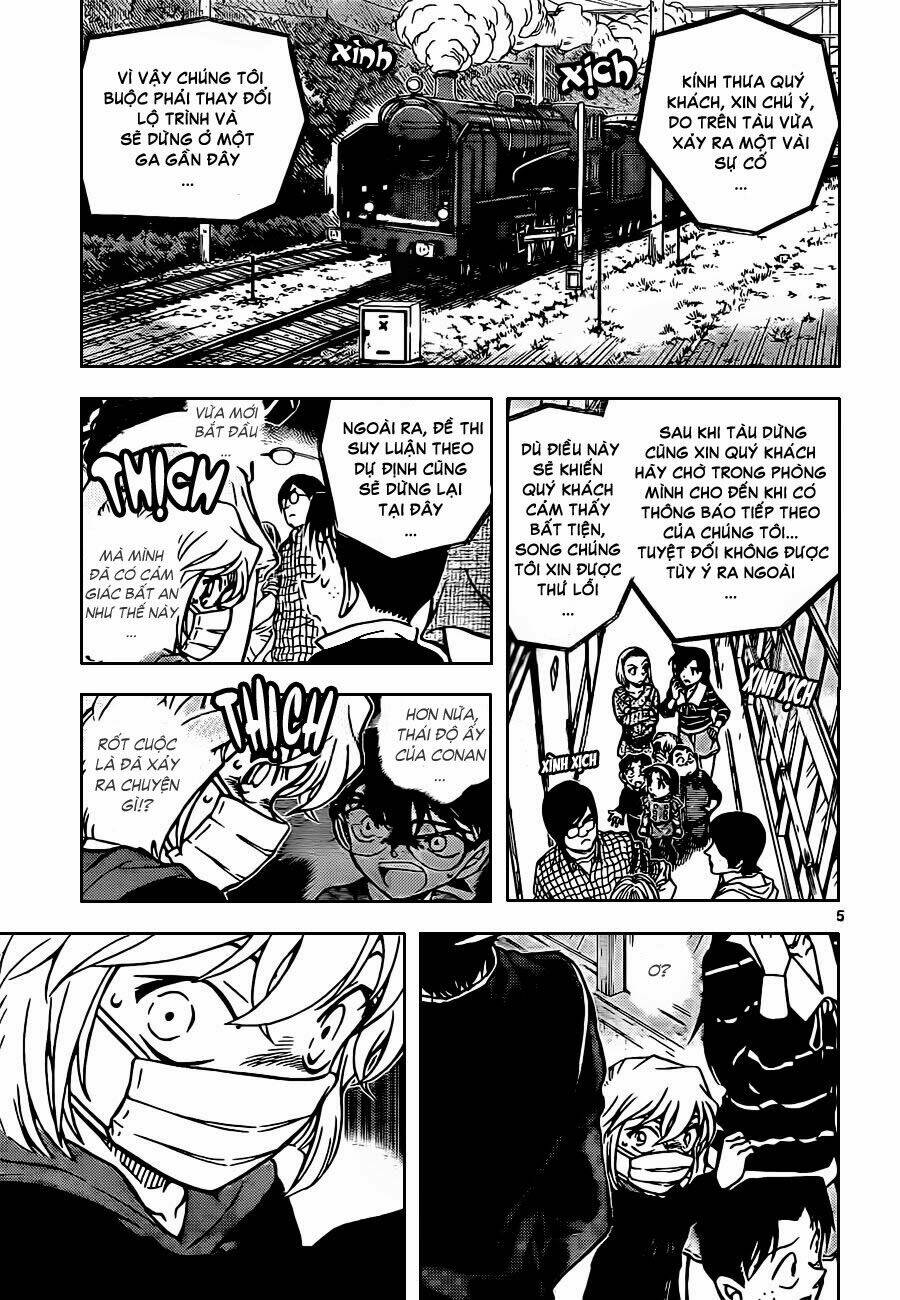 KÍNH THƯA QUÝ
KHÁCH, XIN CHÚ Ý,
DO TRÊN TÀU VỪA
XẢY RA MỘT VÀI
SỰ CỐ
...
XỊCH
XÌNH
VÌ VẬY CHÚNG TÔI
BUỘC PHẢI THAY ĐỔI
LỘ TRÌNH VÀ
SẼ DỪNG Ở MỘT
GA GẦN ĐÂY
...
SAU KHI TÀU DỪNG
CŨNG XIN QUÝ KHÁCH
HÃY CHỜ TRONG PHÒNG
MÌNH CHO ĐẾN KHI CÓ
THÔNG BÁO TIẾP THEO
CỦA CHÚNG TÔI...
TUYỆT ĐỐI KHÔNG ĐƯỢC
TÙY Ý RA NGOÀI
...
DÙ ĐIỀU NÀY
SẼ KHIẾN
QUÝ KHÁCH
CẢM THẤY
BẤT TIỆN,
SONG CHÚNG
TÔI XIN ĐƯỢC
THỨ LỖI
...
XÌNH XỊCH
XÌNH XỊCH
NGOÀI RA, ĐỀ THI
SUY LUẬN THEO
DỰ ĐỊNH CŨNG
SẼ DỪNG LẠI
TẠI ĐÂY
...
VỪA MỚI
BẮT ĐẦU
...
THỊCH
MÀ MÌNH
ĐÃ CÓ CẢM
GIÁC BẤT AN
NHƯ THẾ NÀY
...
HƠN NỮA,
THÁI ĐỘ ẤY
CỦA CONAN
...
THỊCH
RỐT CUỘC
LÀ ĐÃ XẢY
RA CHUYỆN
GÌ!?
5
Ơ?